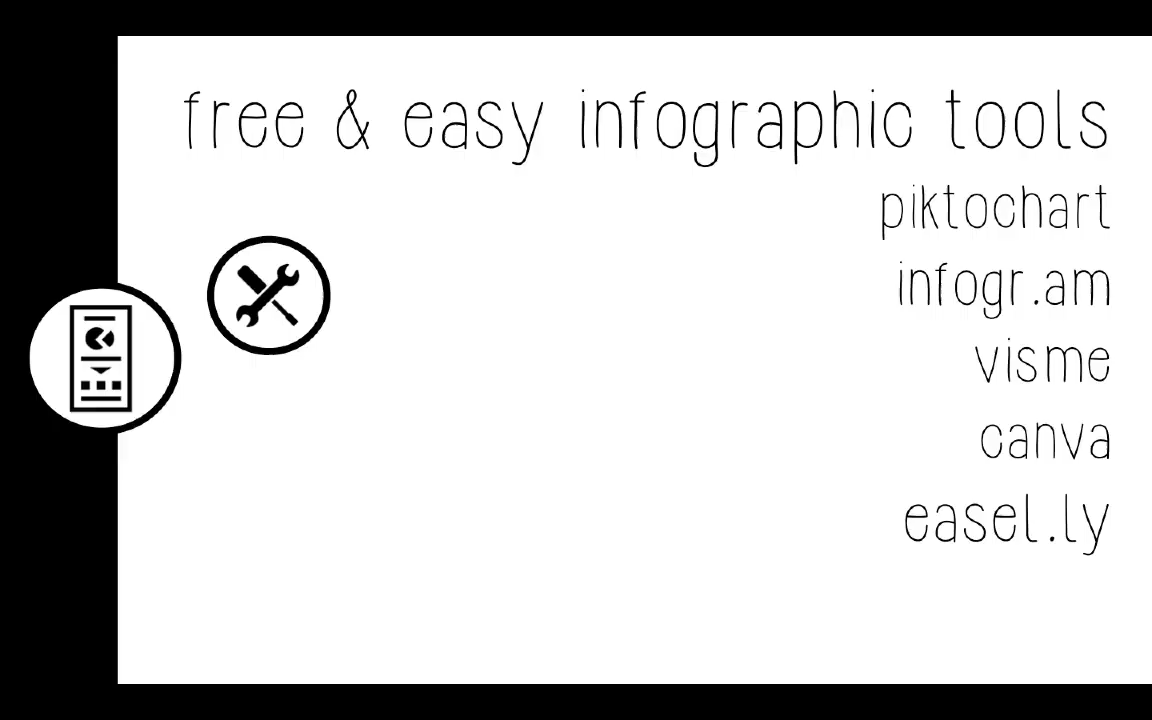 free & easy infographic tools
piktochart
infogr.am
visme
canva
easel.ly